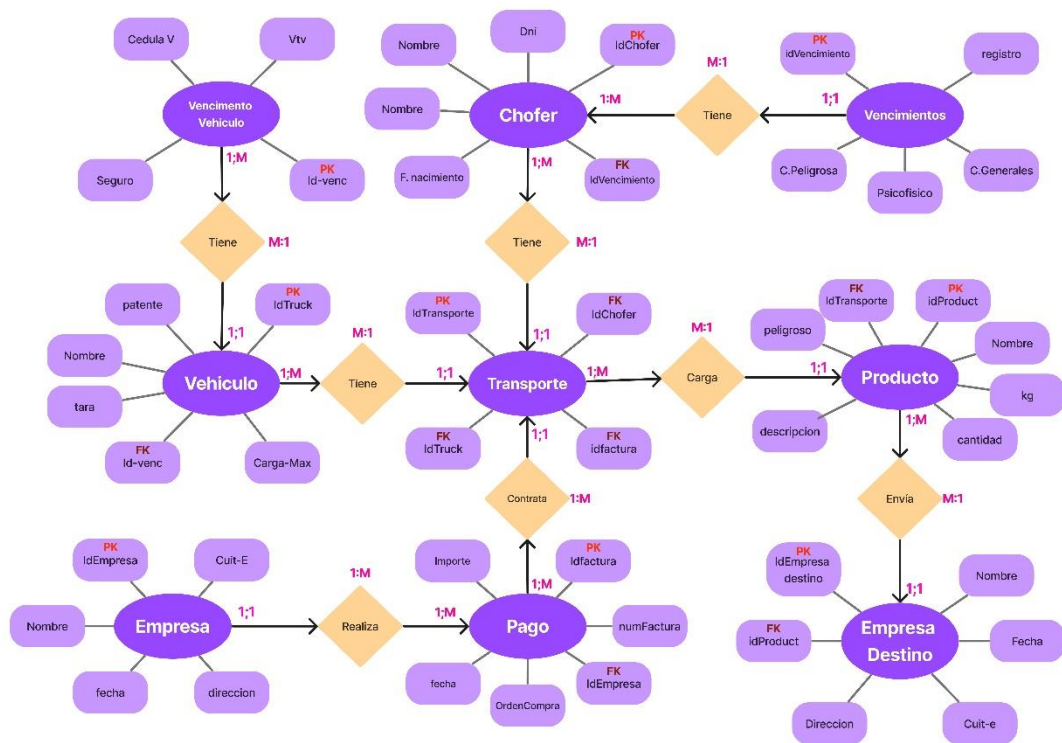 Cedula V
Vtv
Vencimento
Vehiculo
1;M
Seguro
PK
Id-venc
Tiene
M:1
1;1
Nombre
Dni
PK
IdChofer
Nombre
Chofer
1:M
F. nacimiento
1;M
FK
IdVencimiento
M:1
Tiene
1;1
PK
idVencimiento
registro
Vencimientos
C.Peligrosa
Psicofisico
C.Generales
Tiene
M:1
1;1
patente
PK
IdTruck
Nombre
Vehiculo
1;M
tara
FK
Id-venc
Carga-Max
M:1
Tiene
1;1
PK
IdTransporte
FK
IdChofer
Transporte
1;M
FK
IdTruck
1;1
FK
idfactura
M:1
Carga
1;1
peligroso
FK
IdTransporte
PK
idProduct
Nombre
Producto
kg
descripcion
1;M
cantidad
Contrata
1:M
Envía
M:1
1;1
PK
IdEmpresa
Cuit-E
Nombre
Empresa
1;1
fecha
direccion
1:M
Realiza
1;M
Importe
1;M
PK
Idfactura
Pago
numFactura
fecha
OrdenCompra
FK
IdEmpresa
PK
IdEmpresa
destino
Nombre
FK
idProduct
Empresa
Destino
Fecha
Direccion
Cuit-e